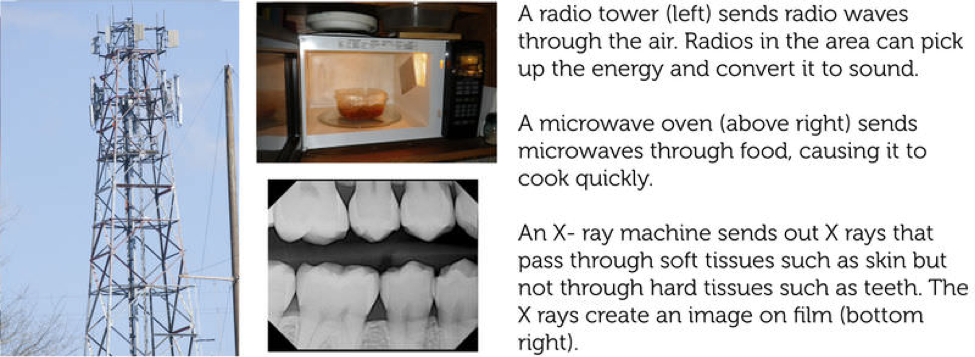 A radio tower (left) sends radio waves
through the air. Radios in the area can pick
up the energy and convert it to sound.
A microwave oven (above right) sends
microwaves through food, causing it to
cook quickly.
An X- ray machine sends out X rays that
pass through soft tissues such as skin but
not through hard tissues such as teeth. The
X rays create an image on film (bottom
right).